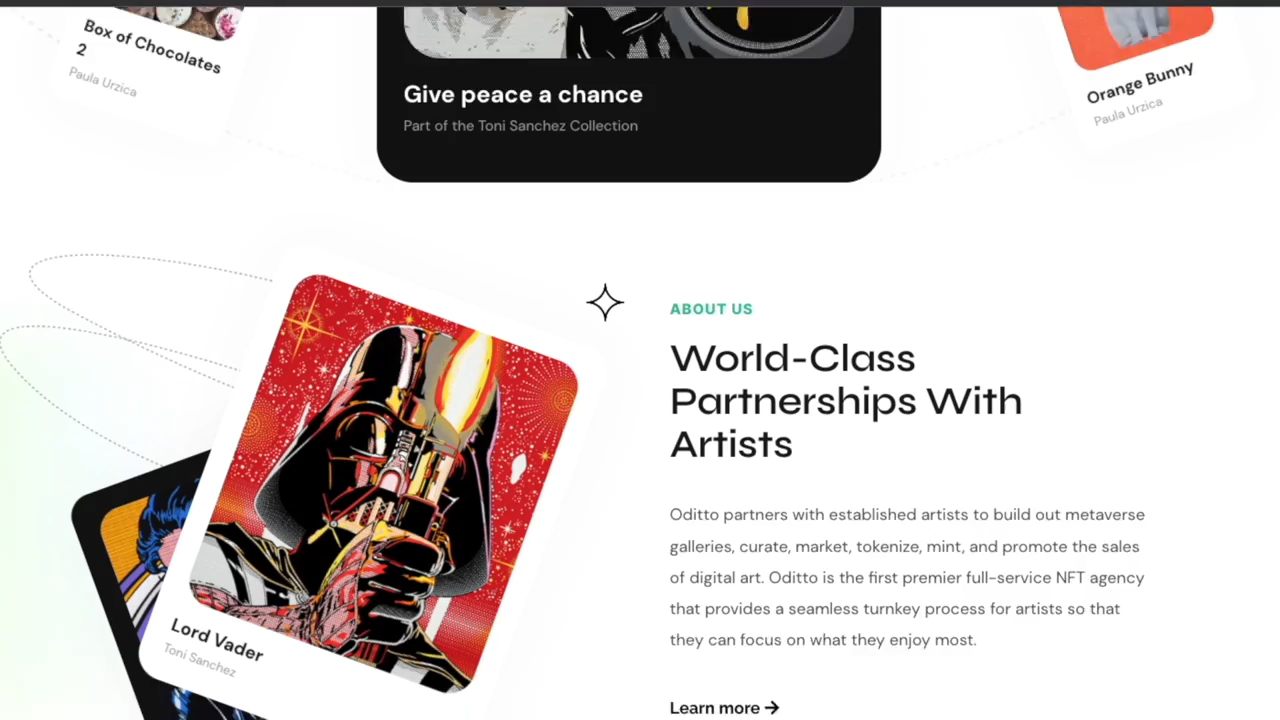 Box of Chocolates
2
Paula Urzica
Give peace a chance
Part of the Toni Sanchez Collection
Orange Bunny
Paula Urzica
ABOUT US
World-Class
Partnerships With
Artists
Oditto partners with established artists to build out metaverse
galleries, curate, market, tokenize, mint, and promote the sales
of digital art. Oditto is the first premier full-service NFT agency
that provides a seamless turnkey process for artists so that
they can focus on what they enjoy most.
Learn more →
Lord Vader
Toni Sanchez